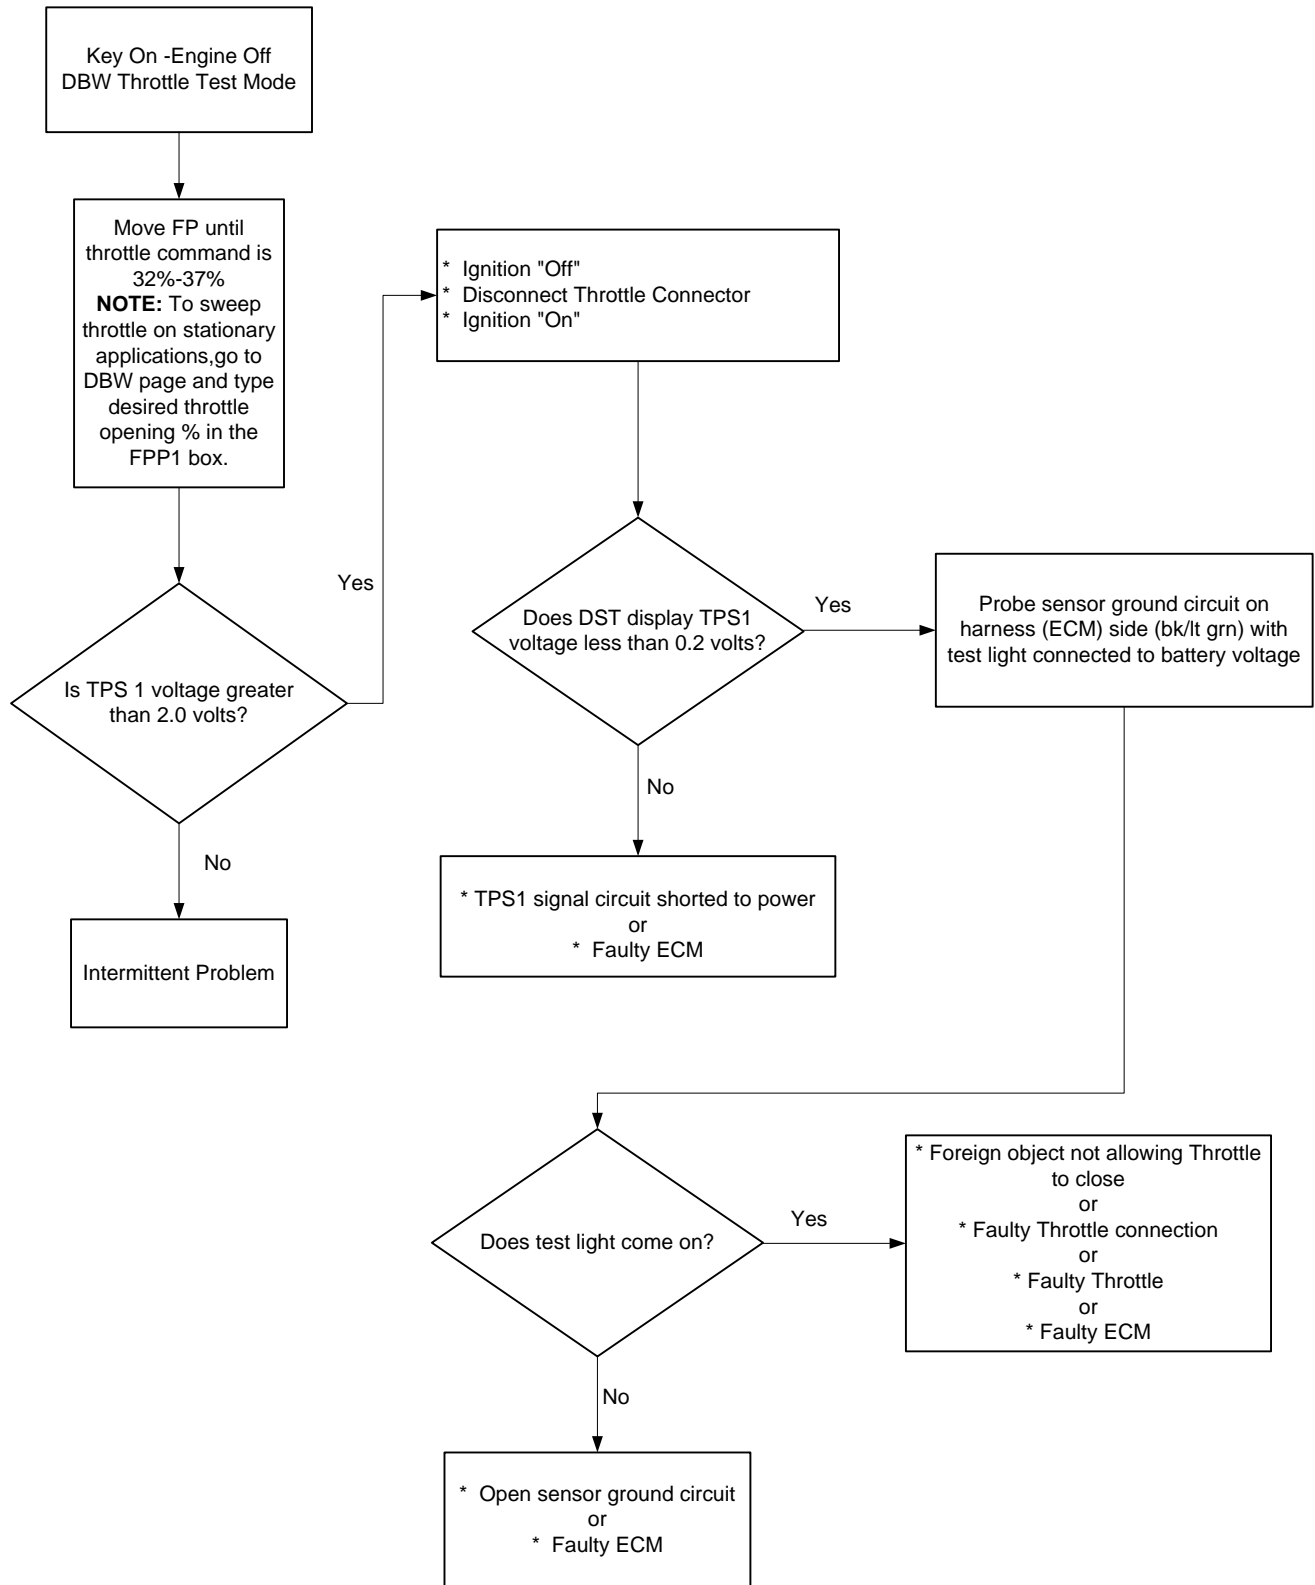 Key On -Engine Off
DBW Throttle Test Mode
Move FP until
throttle command is
32%-37%
NOTE: To sweep
throttle on stationary
applications,go to
DBW page and type
desired throttle
opening % in the
FPP1 box.
Is TPS 1 voltage greater
than 2.0 volts?
Yes
No
Intermittent Problem
* Ignition "Off"
* Disconnect Throttle Connector
* Ignition "On"
Does DST display TPS1
voltage less than 0.2 volts?
Yes
No
* TPS1 signal circuit shorted to power
or
* Faulty ECM
Probe sensor ground circuit on
harness (ECM) side (bk/lt grn) with
test light connected to battery voltage
Does test light come on?
Yes
No
* Foreign object not allowing Throttle
to close
or
* Faulty Throttle connection
or
* Faulty Throttle
or
* Faulty ECM
* Open sensor ground circuit
or
* Faulty ECM